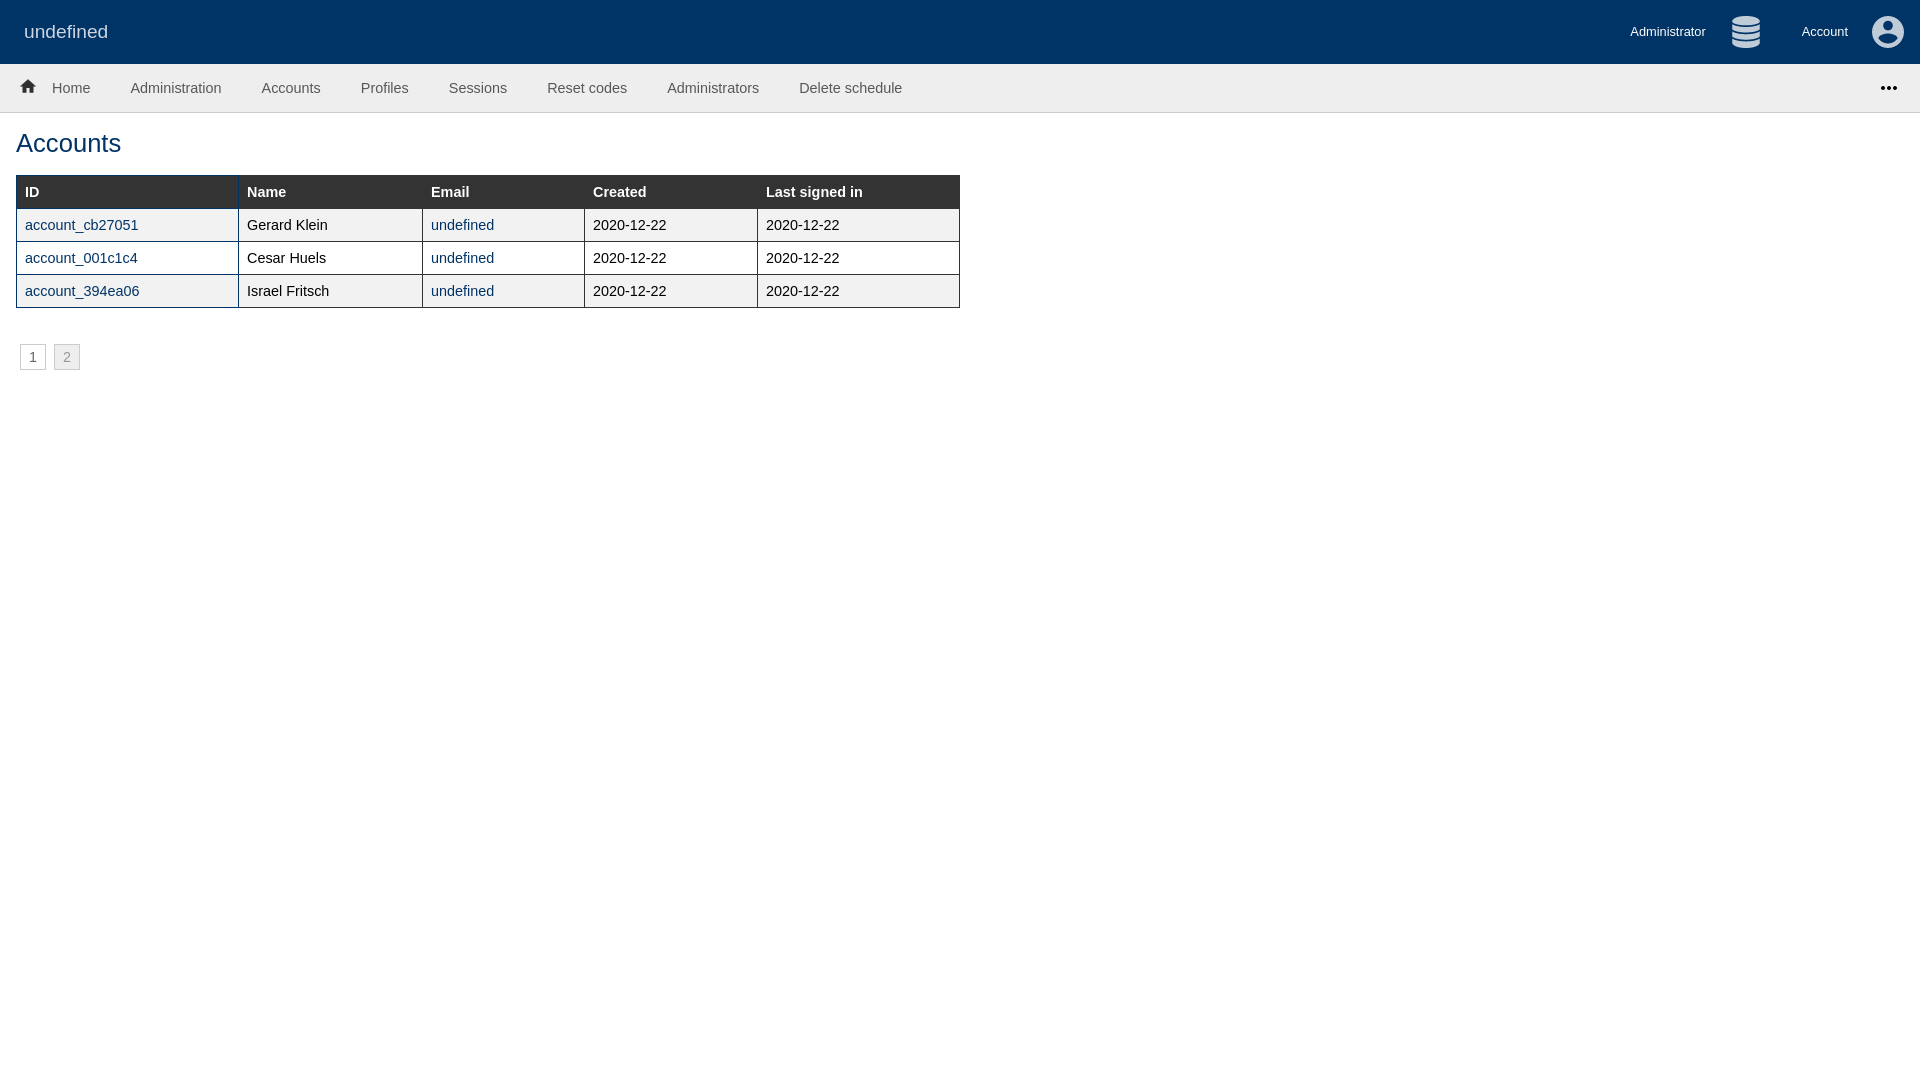 undefined
Administrator
Account
Home Administration Accounts Profiles Sessions Reset codes Administrators Delete schedule
Accounts
ID Name Email Created Last signed in
account_cb27051 Gerard Klein undefined 2020-12-22 2020-12-22
account_001c1c4 Cesar Huels undefined 2020-12-22 2020-12-22
account_394ea06 Israel Fritsch undefined 2020-12-22 2020-12-22
1 2